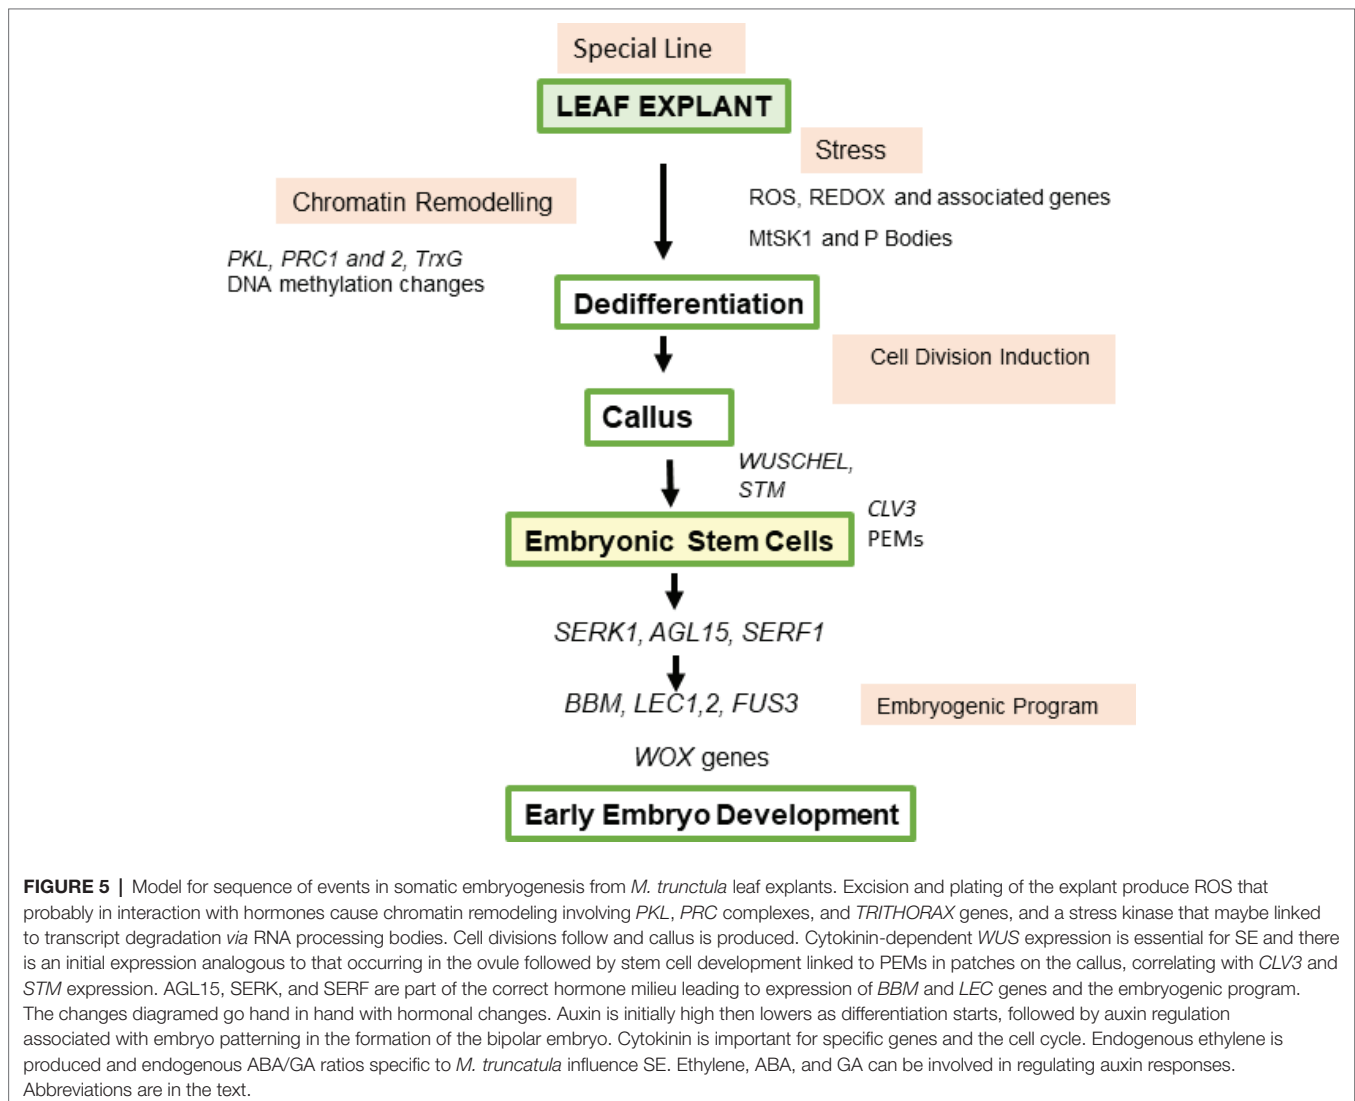 Special Line
LEAF EXPLANT
Stress
Chromatin Remodelling
ROS, REDOX and associated genes
MtSK1 and P Bodies
PKL, PRC1 and 2, TrxG
DNA methylation changes
Dedifferentiation
Cell Division Induction
Callus
WUSCHEL,
STM
CLV3
PEMs
Embryonic Stem Cells
SERK1, AGL15, SERF1
BBM, LEC1,2, FUS3
Embryogenic Program
WOX genes
Early Embryo Development
FIGURE 5 | Model for sequence of events in somatic embryogenesis from M. trunctula leaf explants. Excision and plating of the explant produce ROS that
probably in interaction with hormones cause chromatin remodeling involving PKL, PRC complexes, and TRITHORAX genes, and a stress kinase that maybe linked
to transcript degradation via RNA processing bodies. Cell divisions follow and callus is produced. Cytokinin-dependent WUS expression is essential for SE and there
is an initial expression analogous to that occurring in the ovule followed by stem cell development linked to PEMs in patches on the callus, correlating with CLV3 and
STM expression. AGL15, SERK, and SERF are part of the correct hormone milieu leading to expression of BBM and LEC genes and the embryogenic program.
The changes diagramed go hand in hand with hormonal changes. Auxin is initially high then lowers as differentiation starts, followed by auxin regulation
associated with embryo patterning in the formation of the bipolar embryo. Cytokinin is important for specific genes and the cell cycle. Endogenous ethylene is
produced and endogenous ABA/GA ratios specific to M. truncatula influence SE. Ethylene, ABA, and GA can be involved in regulating auxin responses.
Abbreviations are in the text.